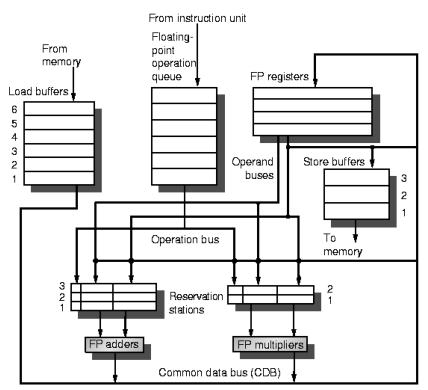 From instruction unit
From
memory
Floating-
point
operation
queue
FP registers
Load buffers
6
5
4
3
2
1
Operand
buses
Store buffers
3
2
1
To
memory
Operation bus
3
2
1
Reservation
stations
2
1
FP adders
FP multipliers
Common data bus (CDB)